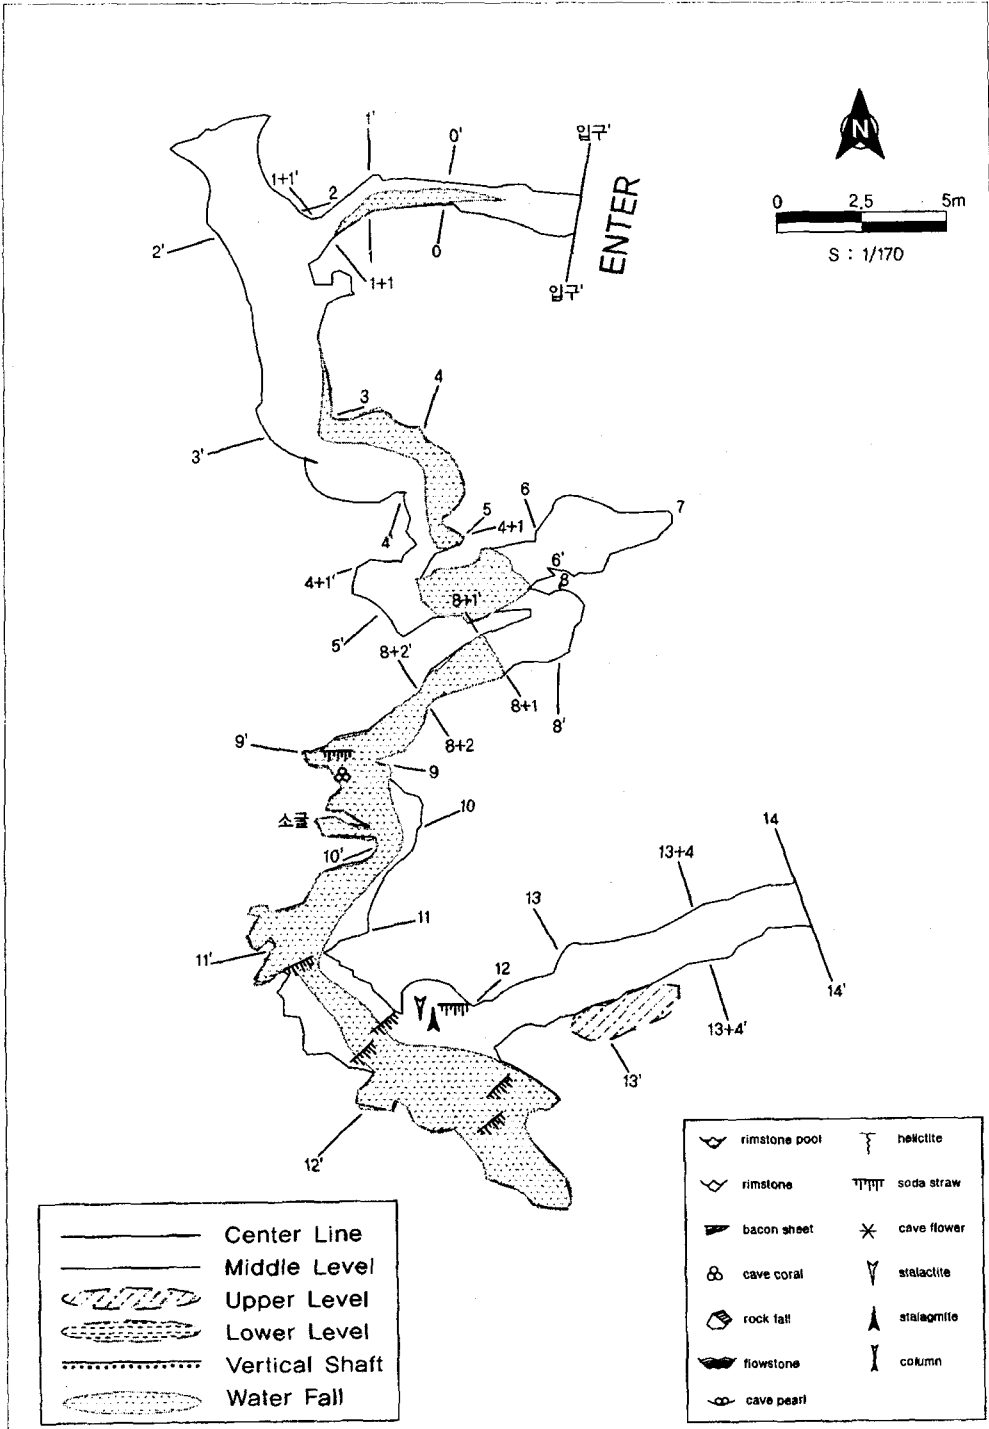 N
0 2.5 5m
S : 1/170
입구'
ENTER
입구'
1'
0'
1+1'
2
2'
0
1+1
3
4
3'
4'
5
4+1
6
7
6'
8
4+1'
5'
8+1'
8+2'
8+1
8'
8+2
9'
9
10
소굴
10'
11
11'
12
13
13+4
14
14'
13+4'
13'
12'
Center Line
Middle Level
Upper Level
Lower Level
Vertical Shaft
Water Fall
rimstone pool
helictite
rimstone
soda straw
bacon sheet
cave flower
cave coral
stalactite
rock fall
stalagmite
flowstone
column
cave pearl